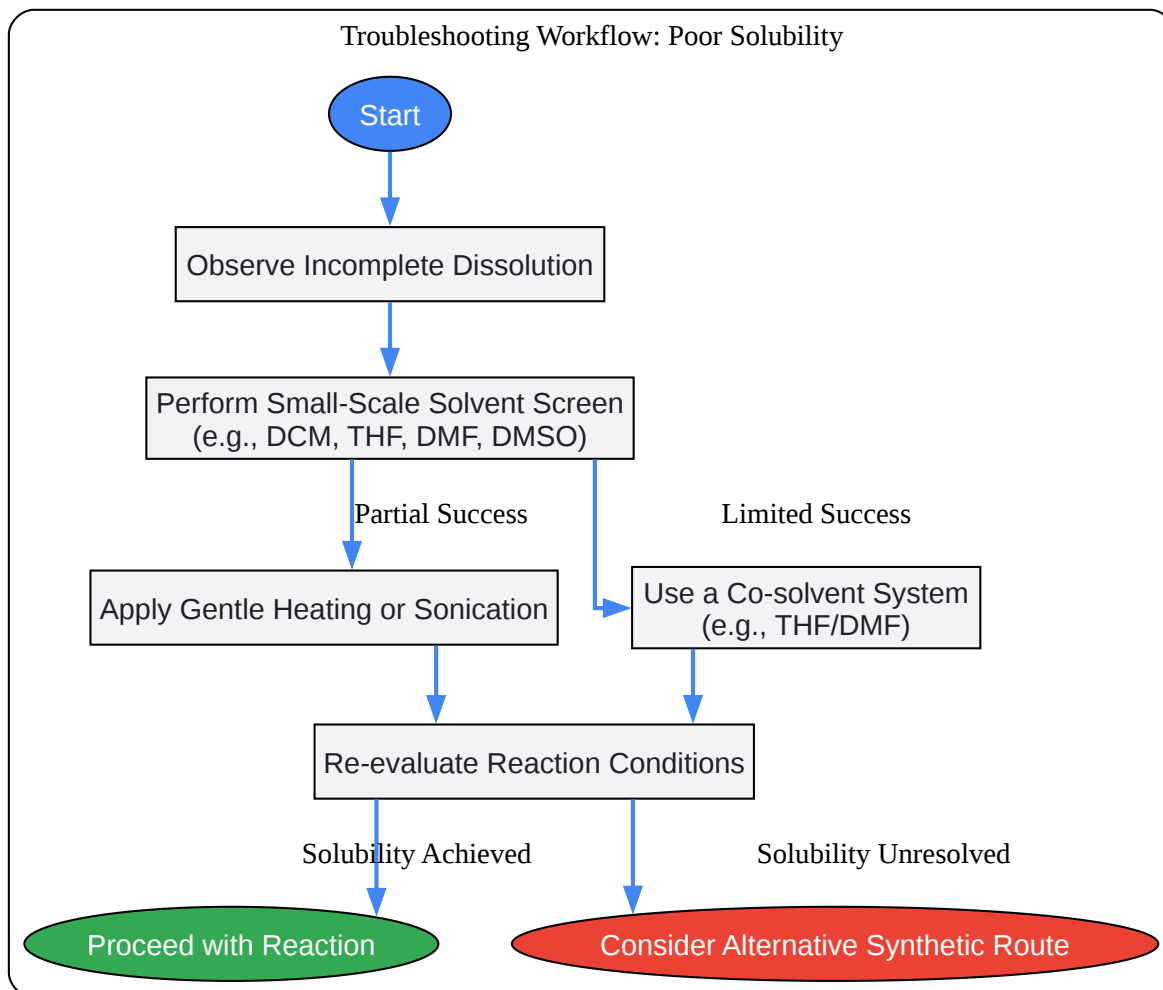 Troubleshooting Workflow: Poor Solubility
Start
Observe Incomplete Dissolution
Perform Small-Scale Solvent Screen
(e.g., DCM, THF, DMF, DMSO)
Partial Success
Limited Success
Apply Gentle Heating or Sonication
Use a Co-solvent System
(e.g., THF/DMF)
Re-evaluate Reaction Conditions
Solubility Achieved
Solubility Unresolved
Proceed with Reaction
Consider Alternative Synthetic Route